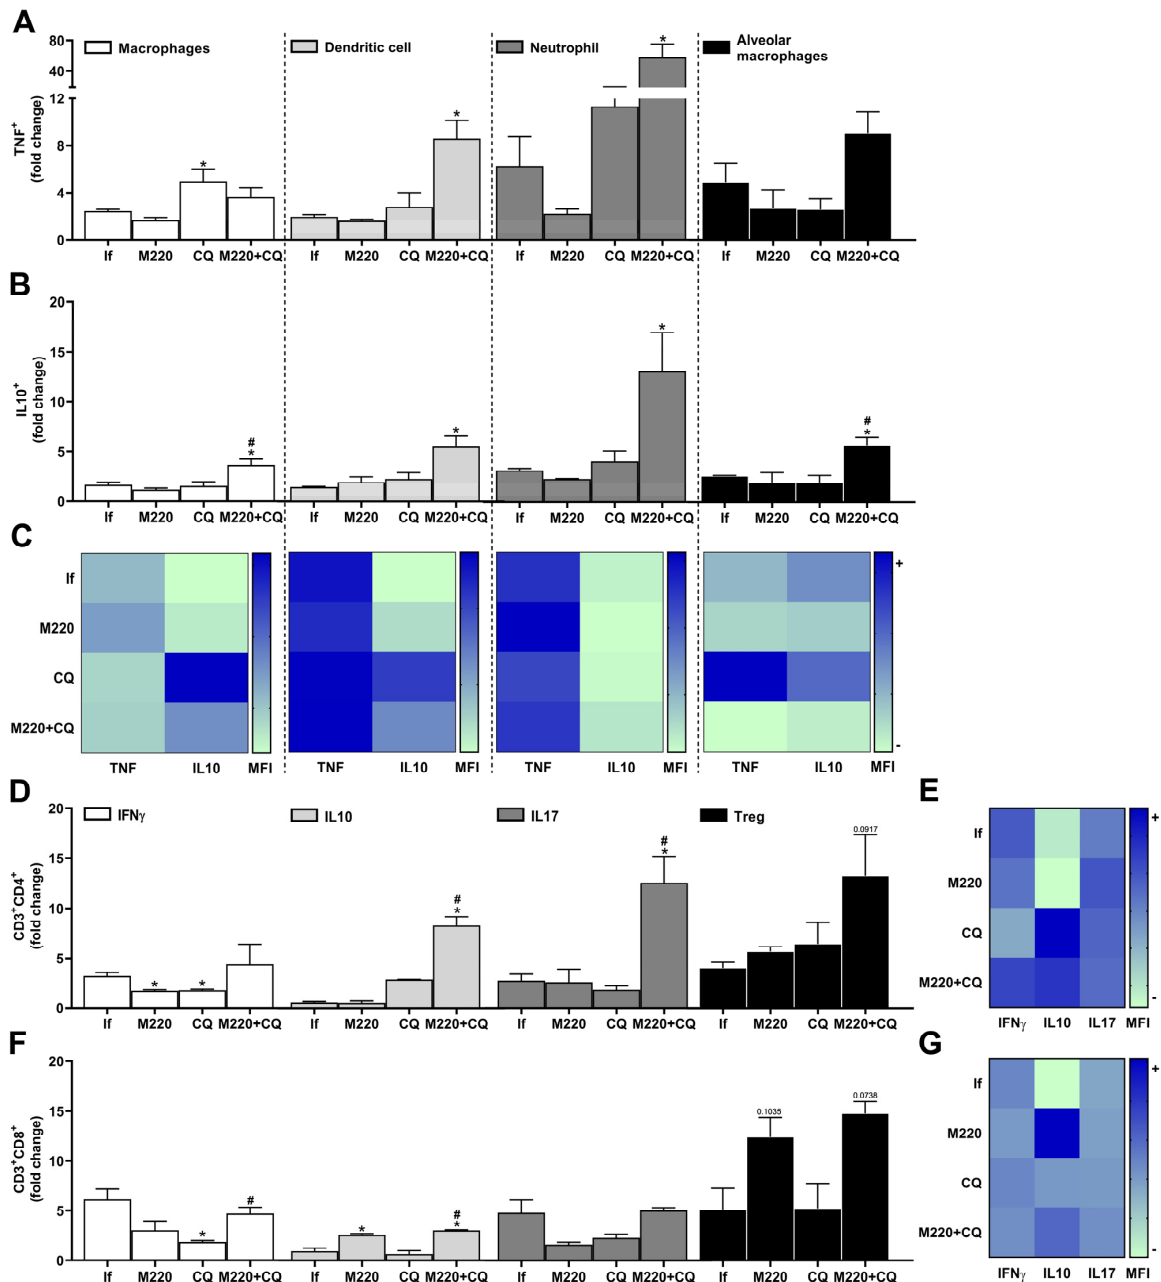 A
Macrophages
Dendritic cell
Neutrophil
Alveolar
macrophages
TNF+
(fold change)
80
40
12
8
4
0
*
*
*
If M220 CQ M220+CQ If M220 CQ M220+CQ If M220 CQ M220+CQ If M220 CQ M220+CQ
B
IL10+
(fold change)
20
15
10
5
0
#
*
*
*
#
*
If M220 CQ M220+CQ If M220 CQ M220+CQ If M220 CQ M220+CQ If M220 CQ M220+CQ
C
If
M220
CQ
M220+CQ
+
-
TNF IL10 MFI TNF IL10 MFI TNF IL10 MFI TNF IL10 MFI
D
IFNγ
IL10
IL17
Treg
CD3+CD4+
(fold change)
20
15
10
5
0
* *
#
*
#
*
0.0917
If M220 CQ M220+CQ If M220 CQ M220+CQ If M220 CQ M220+CQ If M220 CQ M220+CQ
E
If
M220
CQ
M220+CQ
+
-
IFNγ IL10 IL17 MFI
F
CD3+CD8+
(fold change)
20
15
10
5
0
*
#
*
#
*
0.1035
0.0738
If M220 CQ M220+CQ If M220 CQ M220+CQ If M220 CQ M220+CQ If M220 CQ M220+CQ
G
If
M220
CQ
M220+CQ
+
-
IFNγ IL10 IL17 MFI